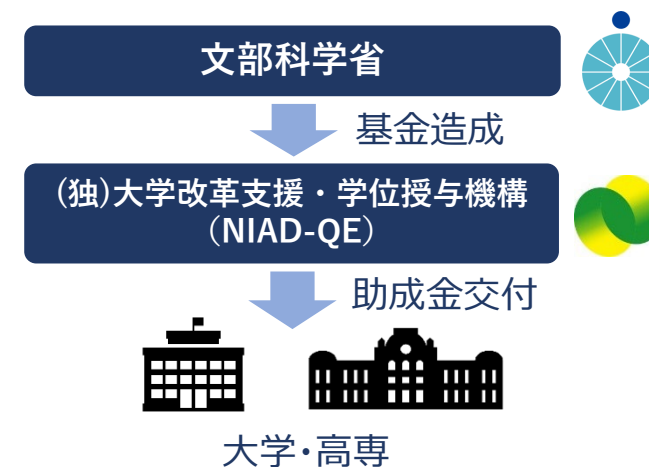 文部科学省
基金造成
(独)大学改革支援・学位授与機構
（NIAD-QE）
助成金交付
大学・高専